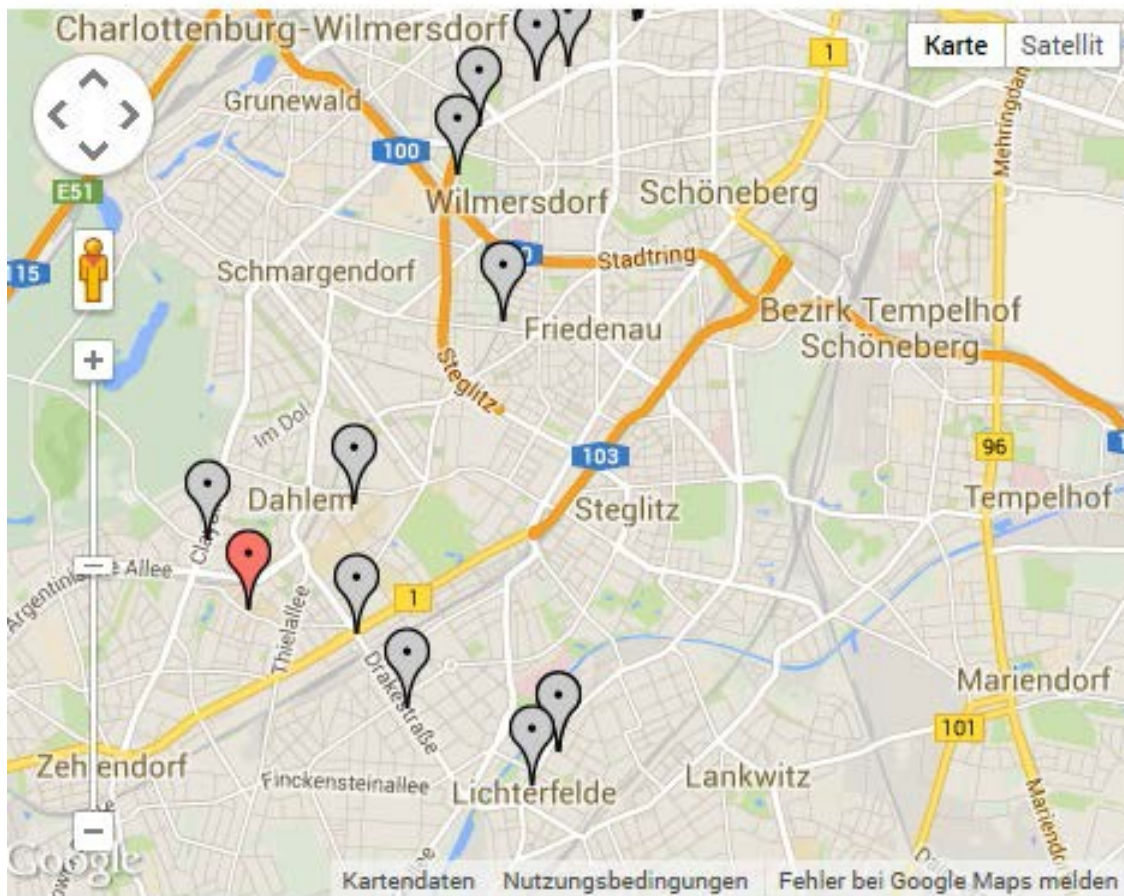 Charlottenburg-Wilmersdorf
1
Karte
Satellit
Grunewald
100
E51
Wilmersdorf
Schöneberg
115
Schmargendorf
Stadtring
Friedenau
Bezirk Tempelhof
Schöneberg
Steglitz
Im Dol
103
96
Dahlem
Steglitz
Tempelhof
Argentinische Allee
1
Thielallee
Drakestraße
Mariendorf
101
Zehlendorf
Finckensteinallee
Lichterfelde
Lankwitz
Google
Kartendaten
Nutzungsbedingungen
Fehler bei Google Maps melden